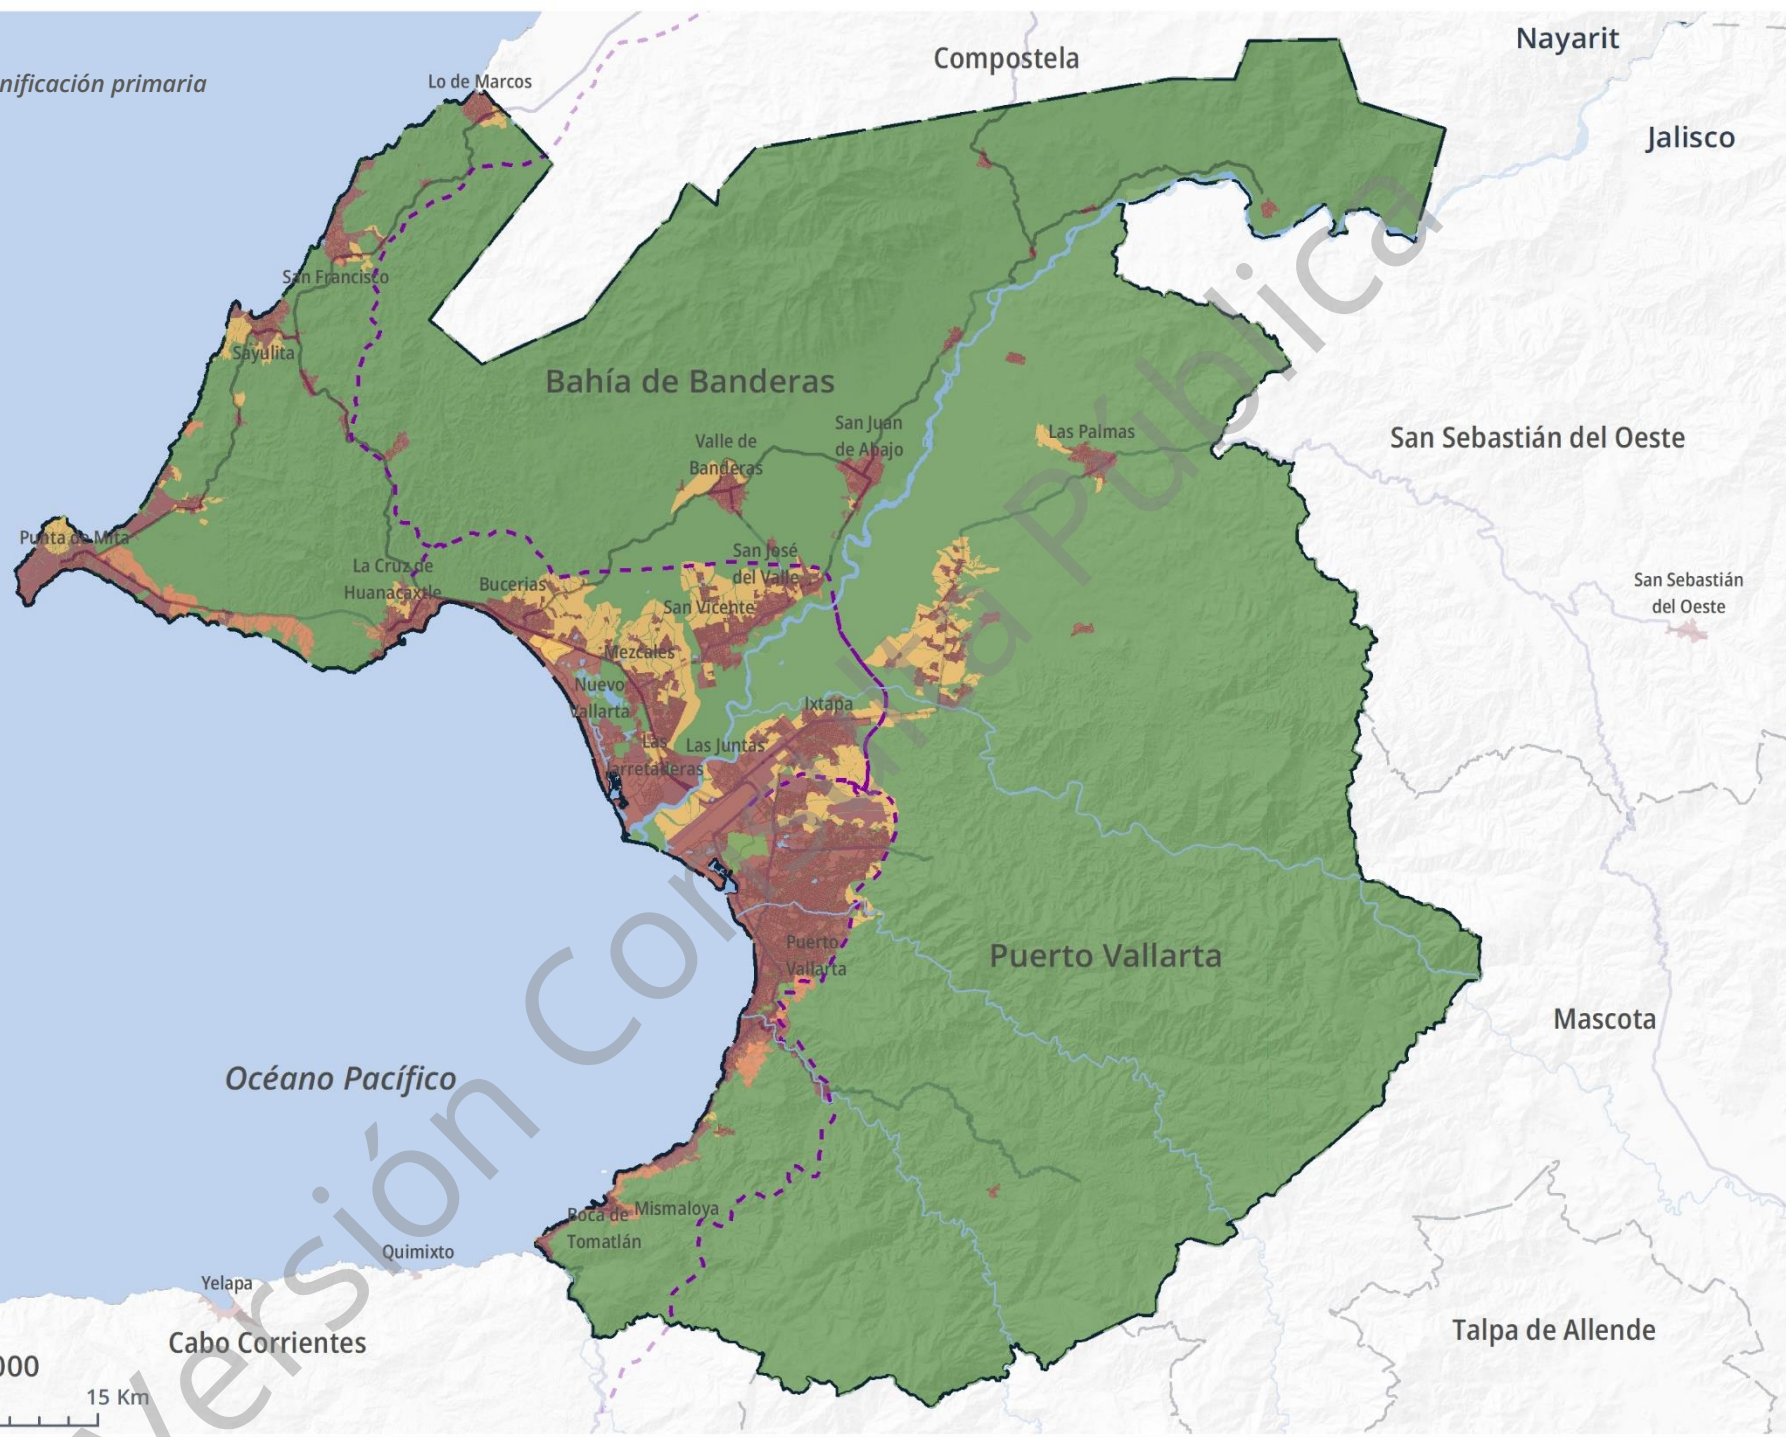 Nayarit
Compostela
nificación primaria
Lo de Marcos
Jalisco
San Francisco
Sayulita
Bahía de Banderas
San Juan
de Abajo
Valle de
Banderas
Las Palmas
San Sebastián del Oeste
Punta de Mita
La Cruz de
Huanacaxtle
Bucerias
San José
del Valle
San Vicente
San Sebastián
del Oeste
Mezcales
Nuevo
Vallarta
Ixtapa
Las
Jarretaderas
Las Juntas
Puerto
Vallarta
Puerto Vallarta
Mascota
Océano Pacífico
Boca de
Tomatlán
Mismaloya
Quimixto
Yelapa
Cabo Corrientes
Talpa de Allende
000
15 Km
Versión Consulta Pública